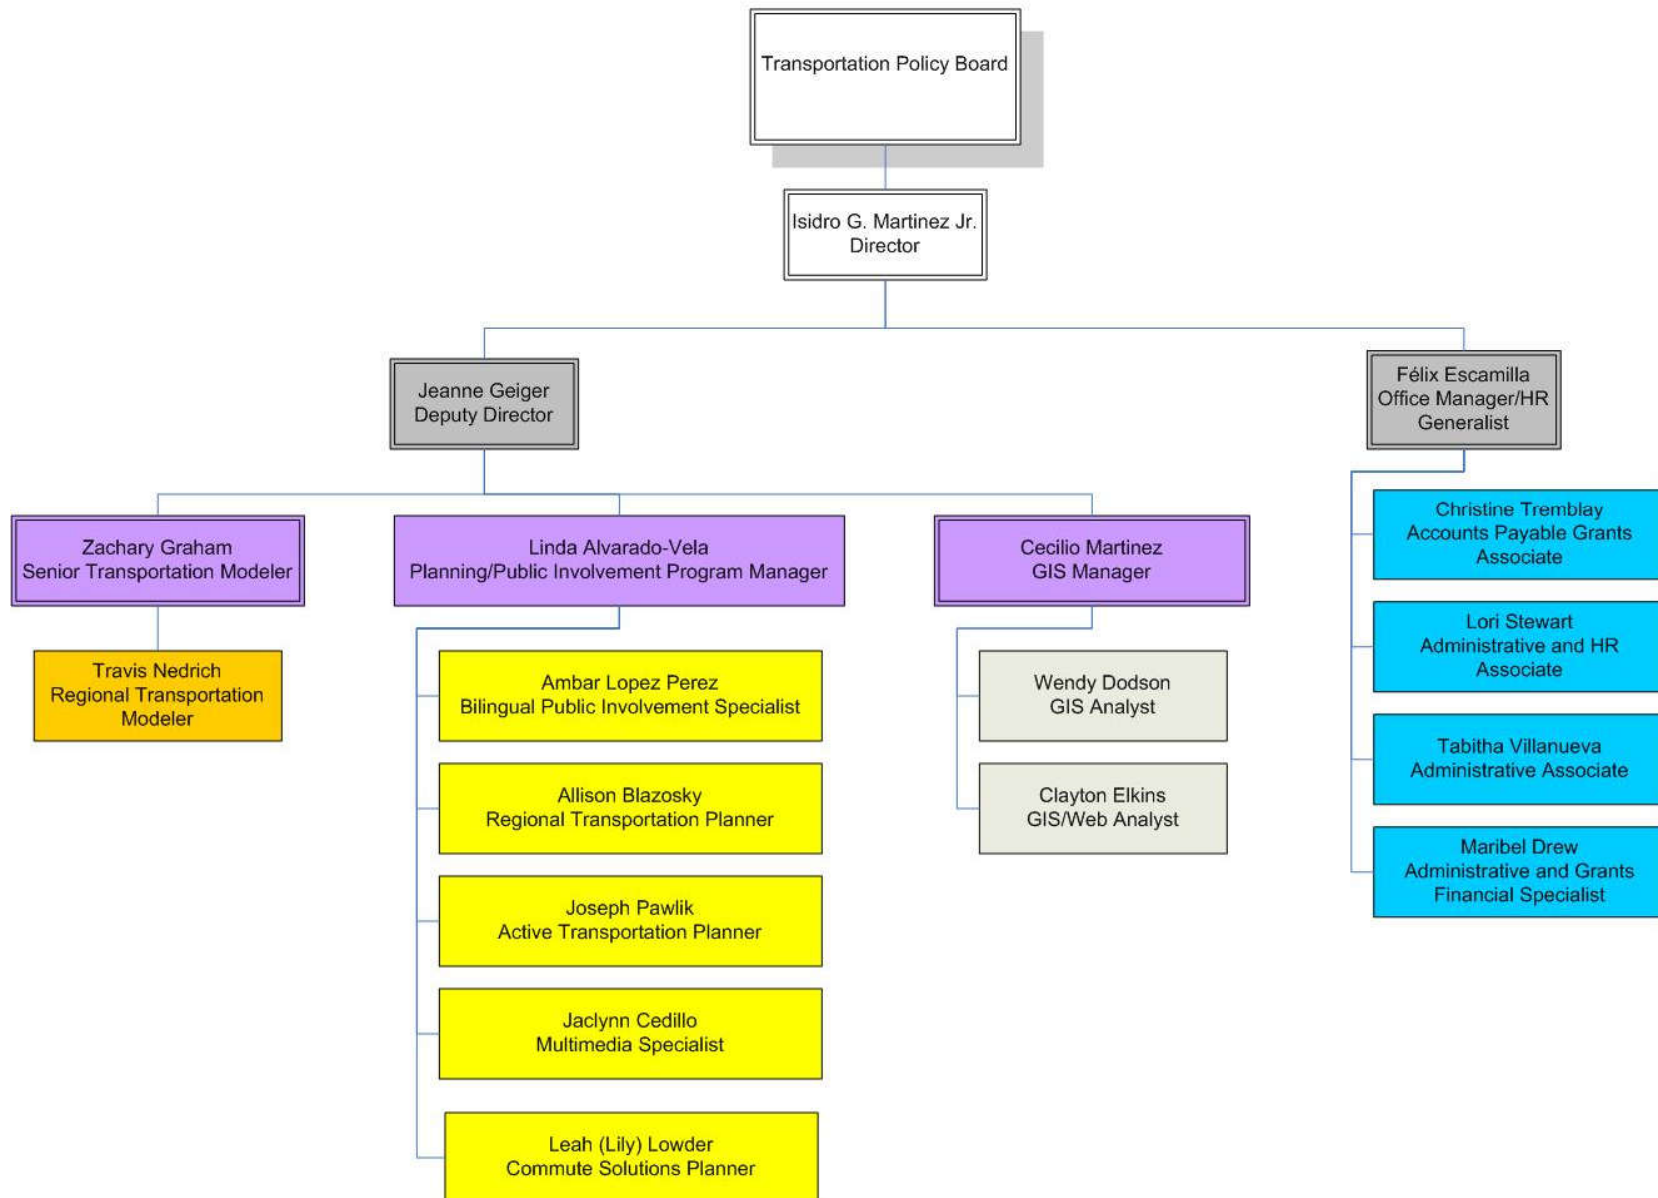 Transportation Policy Board
Isidro G. Martinez Jr.
Director
Jeanne Geiger
Deputy Director
Félix Escamilla
Office Manager/HR
Generalist
Zachary Graham
Senior Transportation Modeler
Linda Alvarado-Vela
Planning/Public Involvement Program Manager
Cecilio Martinez
GIS Manager
Travis Nedrich
Regional Transportation
Modeler
Ambar Lopez Perez
Bilingual Public Involvement Specialist
Allison Blazosky
Regional Transportation Planner
Joseph Pawlik
Active Transportation Planner
Jaclynn Cedillo
Multimedia Specialist
Leah (Lily) Lowder
Commute Solutions Planner
Wendy Dodson
GIS Analyst
Clayton Elkins
GIS/Web Analyst
Christine Tremblay
Accounts Payable Grants
Associate
Lori Stewart
Administrative and HR
Associate
Tabitha Villanueva
Administrative Associate
Maribel Drew
Administrative and Grants
Financial Specialist